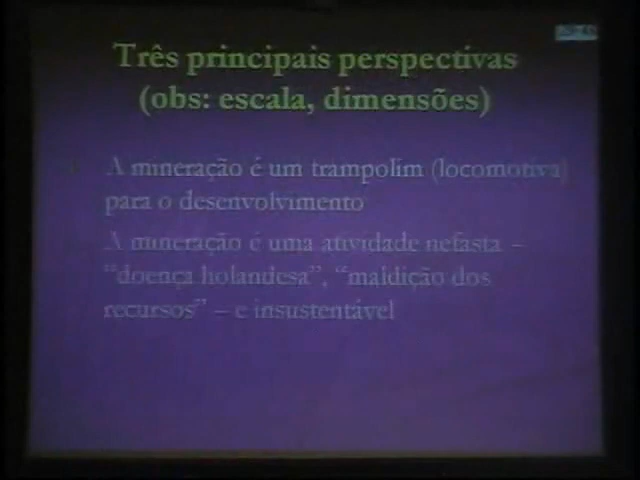 Três principais perspectivas
(obs: escala, dimensões)
A mineração é um trampolim (locomotiva)
para o desenvolvimento
A mineração é uma atividade nefasta –
“doença holandesa”, “maldição dos
recursos” – e insustentável